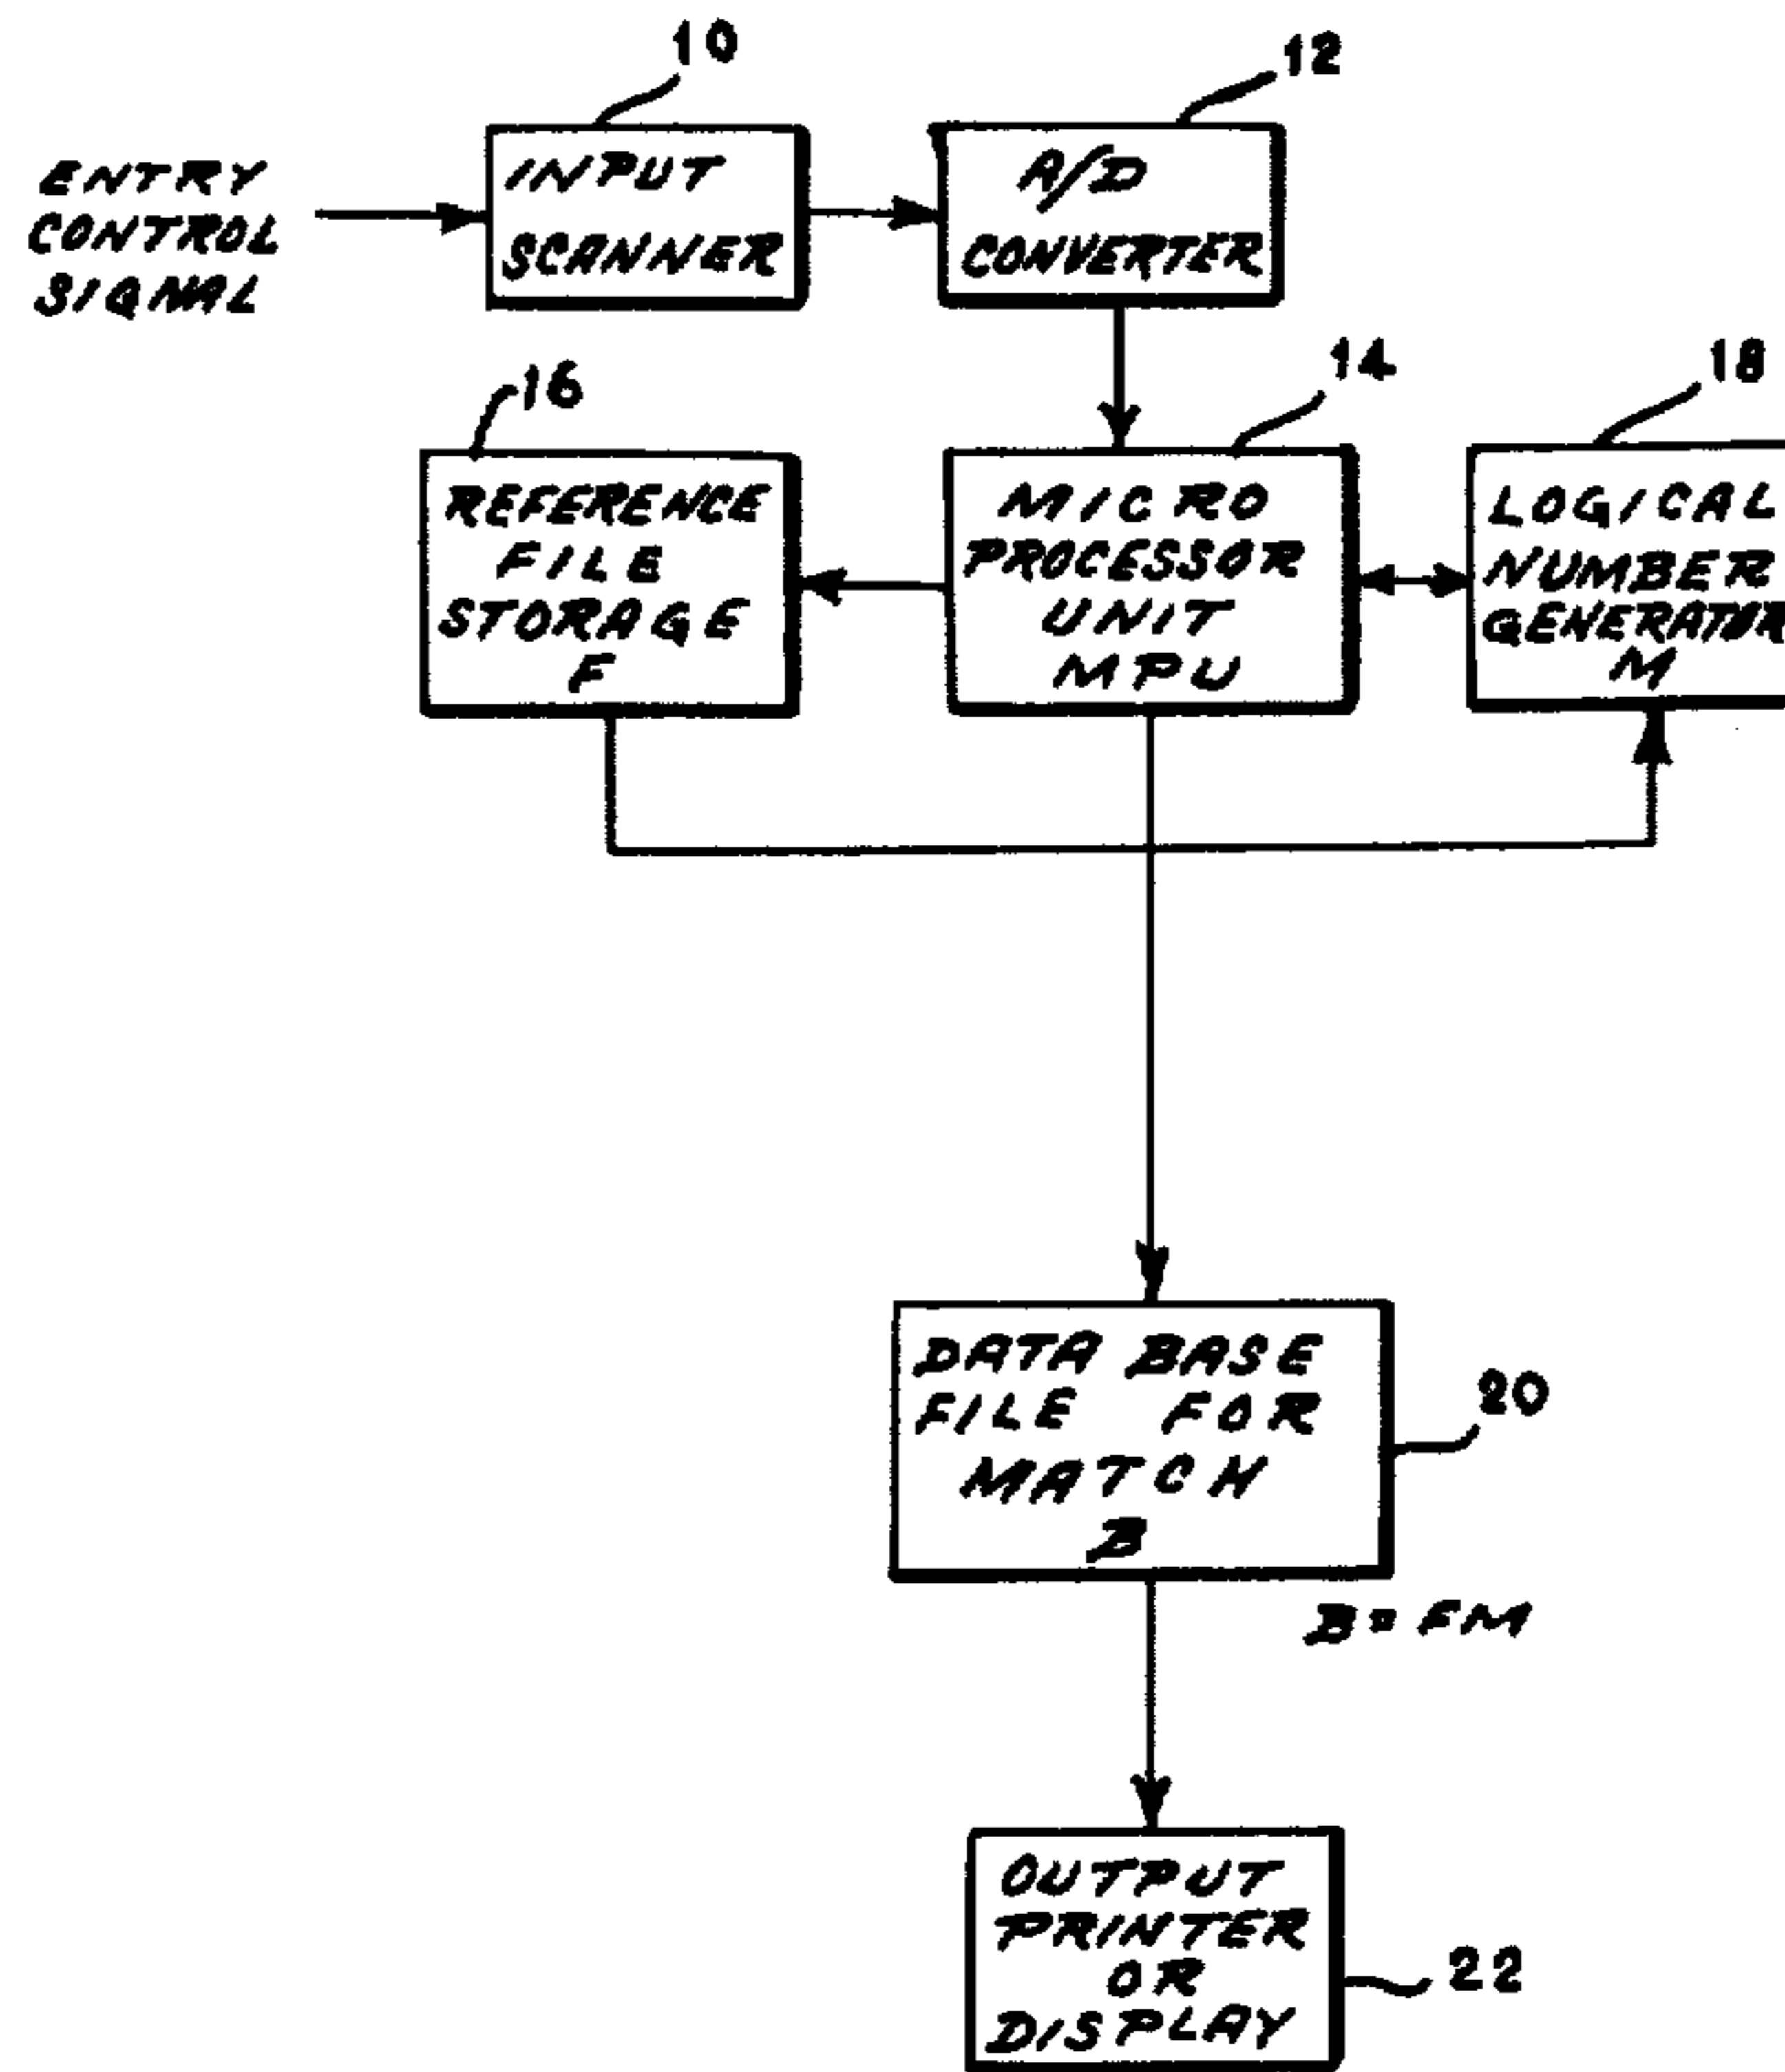 10
12
ENTRY
CONTROL
SIGNAL
INPUT
SCANNER
A/D
CONVERTER
16
14
18
REFERENCE
FILE
STORAGE
F
MICRO
PROCESSOR
UNIT
MPU
LOGICAL
NUMBER
GENERATOR
M
DATA BASE
FILE FOR
MATCH
B
20
B = FM
OUTPUT
PRINTER
OR
DISPLAY
22